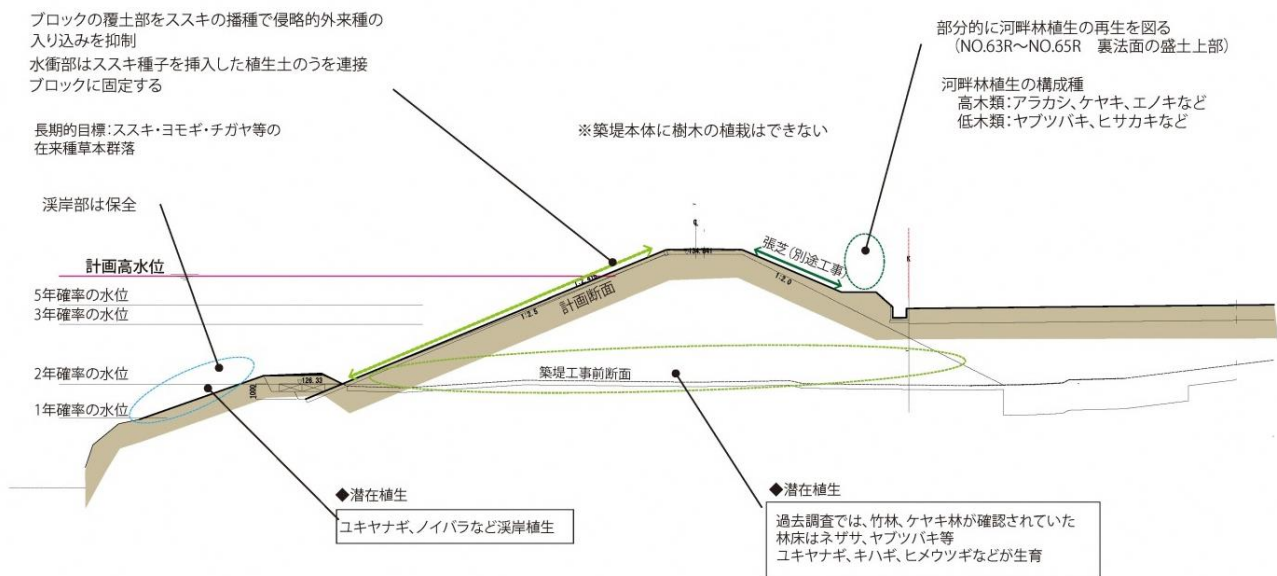 ブロックの覆土部をススキの播種で侵略的外来種の
入り込みを抑制
水衝部はススキ種子を挿入した植生土のうを連接
ブロックに固定する
長期的目標：ススキ・ヨモギ・チガヤ等の
在来種草本群落
渓岸部は保全
※築堤本体に樹木の植栽はできない
部分的に河畔林植生の再生を図る
（NO.63R～NO.65R　裏法面の盛土上部）
河畔林植生の構成種
高木類：アラカシ、ケヤキ、エノキなど
低木類：ヤブツバキ、ヒサカキなど
計画高水位
5年確率の水位
3年確率の水位
2年確率の水位
1年確率の水位
計画断面
1:2.5
張芝（別途工事）
1:2.0
築堤工事前断面
126.33
◆潜在植生
ユキヤナギ、ノイバラなど渓岸植生
◆潜在植生
過去調査では、竹林、ケヤキ林が確認されていた
林床はネザサ、ヤブツバキ等
ユキヤナギ、キハギ、ヒメウツギなどが生育